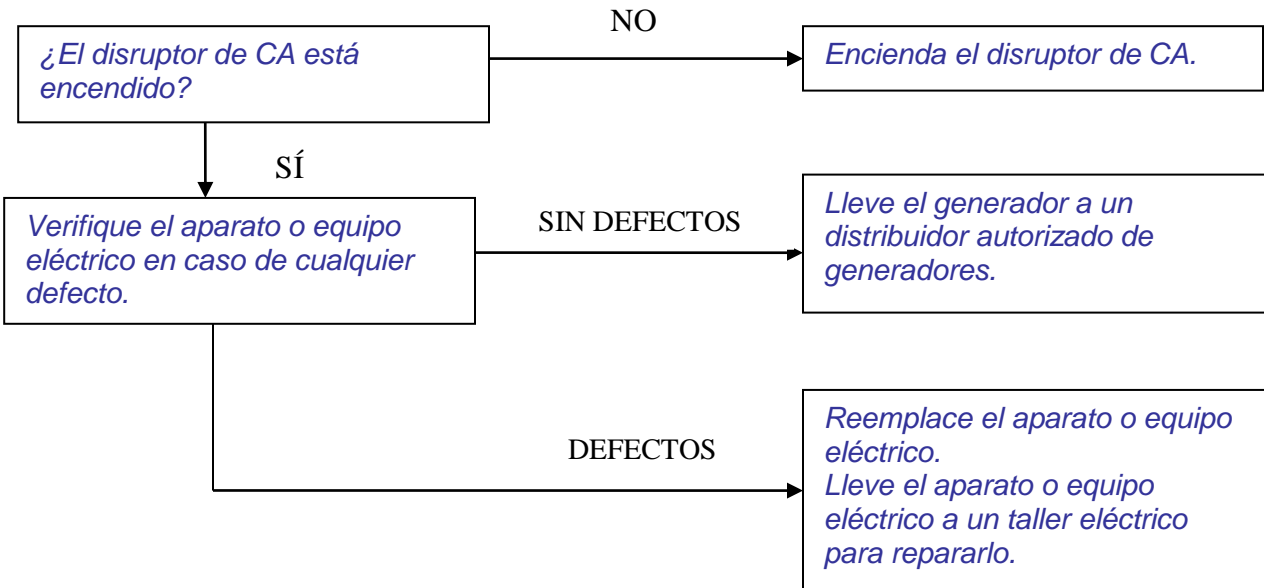 NO
¿El disruptor de CA está
encendido?
Encienda el disruptor de CA.
SÍ
Verifique el aparato o equipo
eléctrico en caso de cualquier
defecto.
SIN DEFECTOS
Lleve el generador a un
distribuidor autorizado de
generadores.
DEFECTOS
Reemplace el aparato o equipo
eléctrico.
Lleve el aparato o equipo
eléctrico a un taller eléctrico
para repararlo.